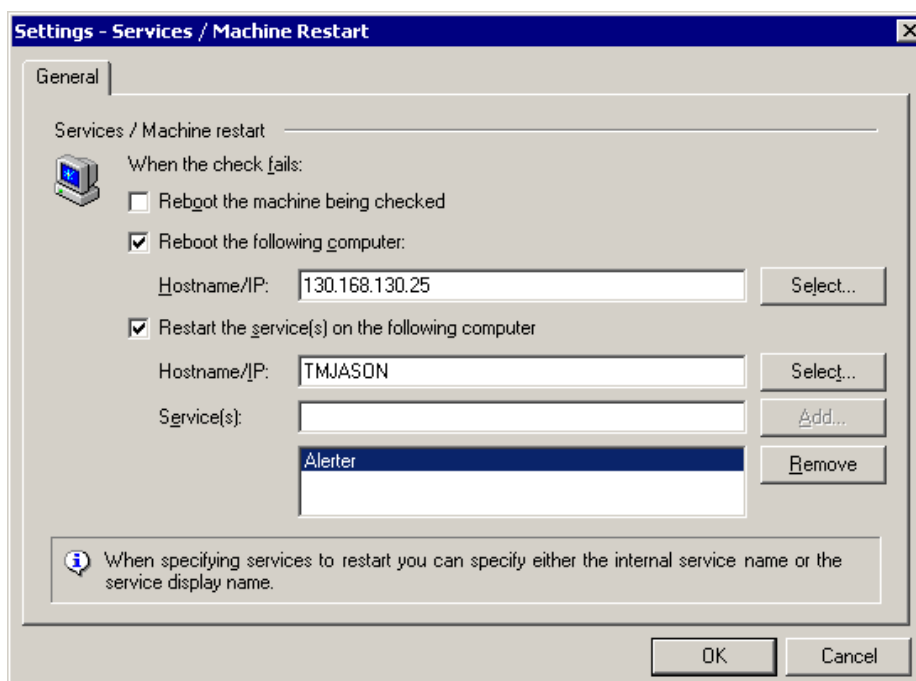 Settings - Services / Machine Restart
General
Services / Machine restart
When the check fails:
Reboot the machine being checked
Reboot the following computer:
Hostname/IP: 130.168.130.25 Select...
Restart the service(s) on the following computer
Hostname/IP: TMJASON Select...
Service(s): Add...
Alerter Remove
When specifying services to restart you can specify either the internal service name or the
service display name.
OK Cancel